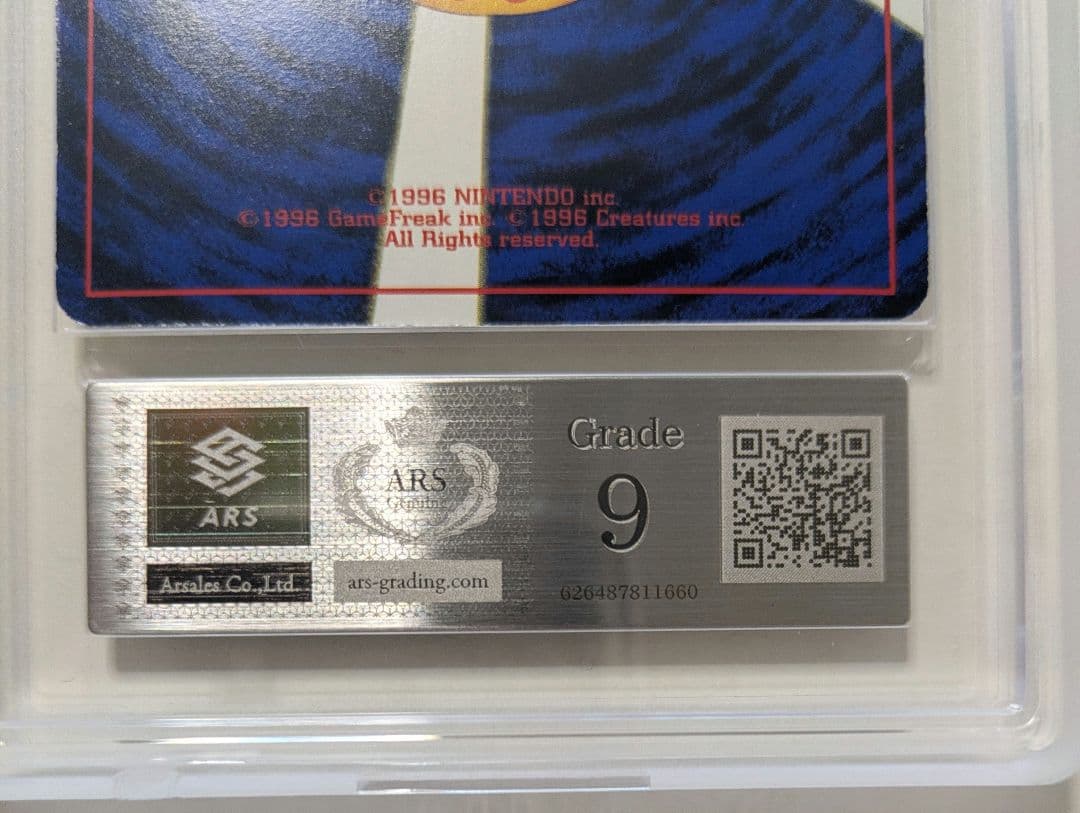 ©1996 NINTENDO inc.
©1996 GameFreak inc. ©1996 Creatures inc.
All Rights reserved.
ARS
Arsales Co.,Ltd.
ARS
Grading
ars-grading.com
Grade
9
626487811660